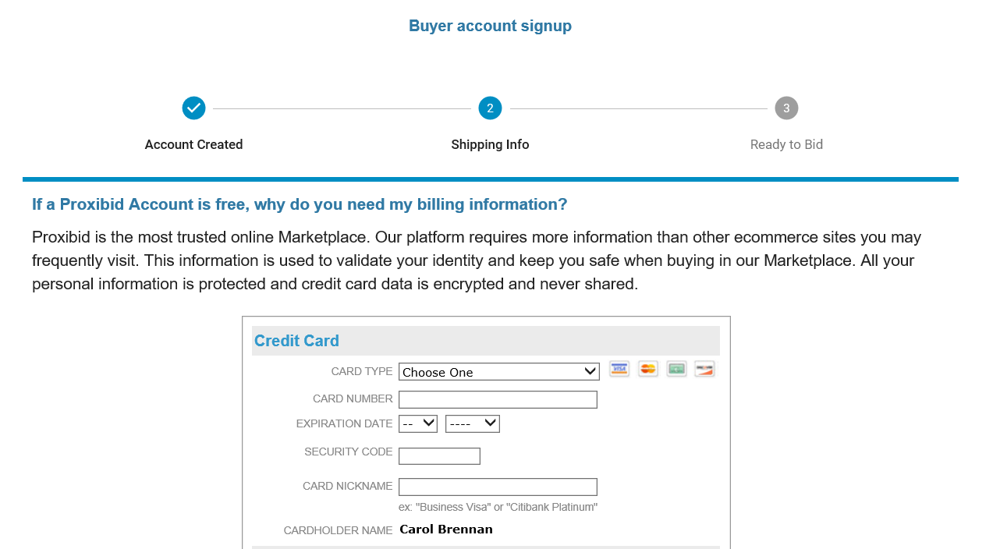 Buyer account signup
2
3
Account Created
Shipping Info
Ready to Bid
If a Proxibid Account is free, why do you need my billing information?
Proxibid is the most trusted online Marketplace. Our platform requires more information than other ecommerce sites you may
frequently visit. This information is used to validate your identity and keep you safe when buying in our Marketplace. All your
personal information is protected and credit card data is encrypted and never shared.
Credit Card
CARD TYPE Choose One VISA
CARD NUMBER
EXPIRATION DATE -- ----
SECURITY CODE
CARD NICKNAME
ex: "Business Visa" or "Citibank Platinum"
CARDHOLDER NAME Carol Brennan